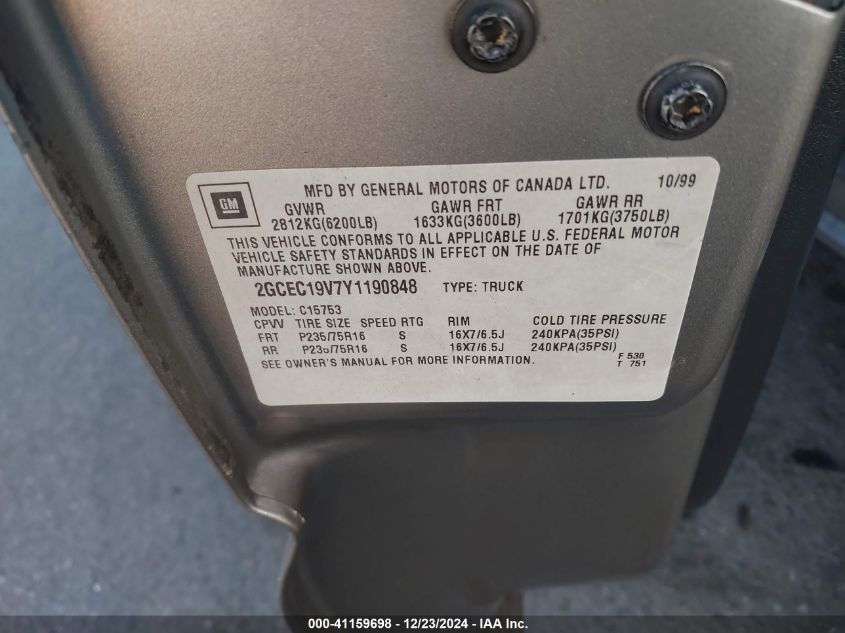 GM
MFD BY GENERAL MOTORS OF CANADA LTD. 10/99
GVWR GAWR FRT GAWR RR
2812KG(6200LB) 1633KG(3600LB) 1701KG(3750LB)
THIS VEHICLE CONFORMS TO ALL APPLICABLE U.S. FEDERAL MOTOR
VEHICLE SAFETY STANDARDS IN EFFECT ON THE DATE OF
MANUFACTURE SHOWN ABOVE.
2GCEC19V7Y1190848 TYPE: TRUCK
MODEL: C15753
CPVV TIRE SIZE SPEED RTG RIM COLD TIRE PRESSURE
FRT P235/75R16 S 16X7/6.5J 240KPA(35PSI)
RR P235/75R16 S 16X7/6.5J 240KPA(35PSI)
SEE OWNER'S MANUAL FOR MORE INFORMATION. F 530
T 751
000-41159698 - 12/23/2024 - IAA Inc.